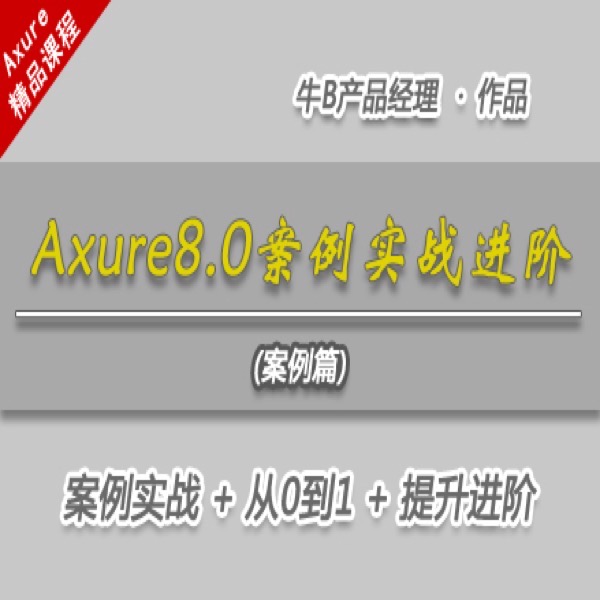 Axure
精品课程
牛B产品经理 · 作品
Axure8.0案例实战进阶
(案例篇)
案例实战 + 从0到1 + 提升进阶